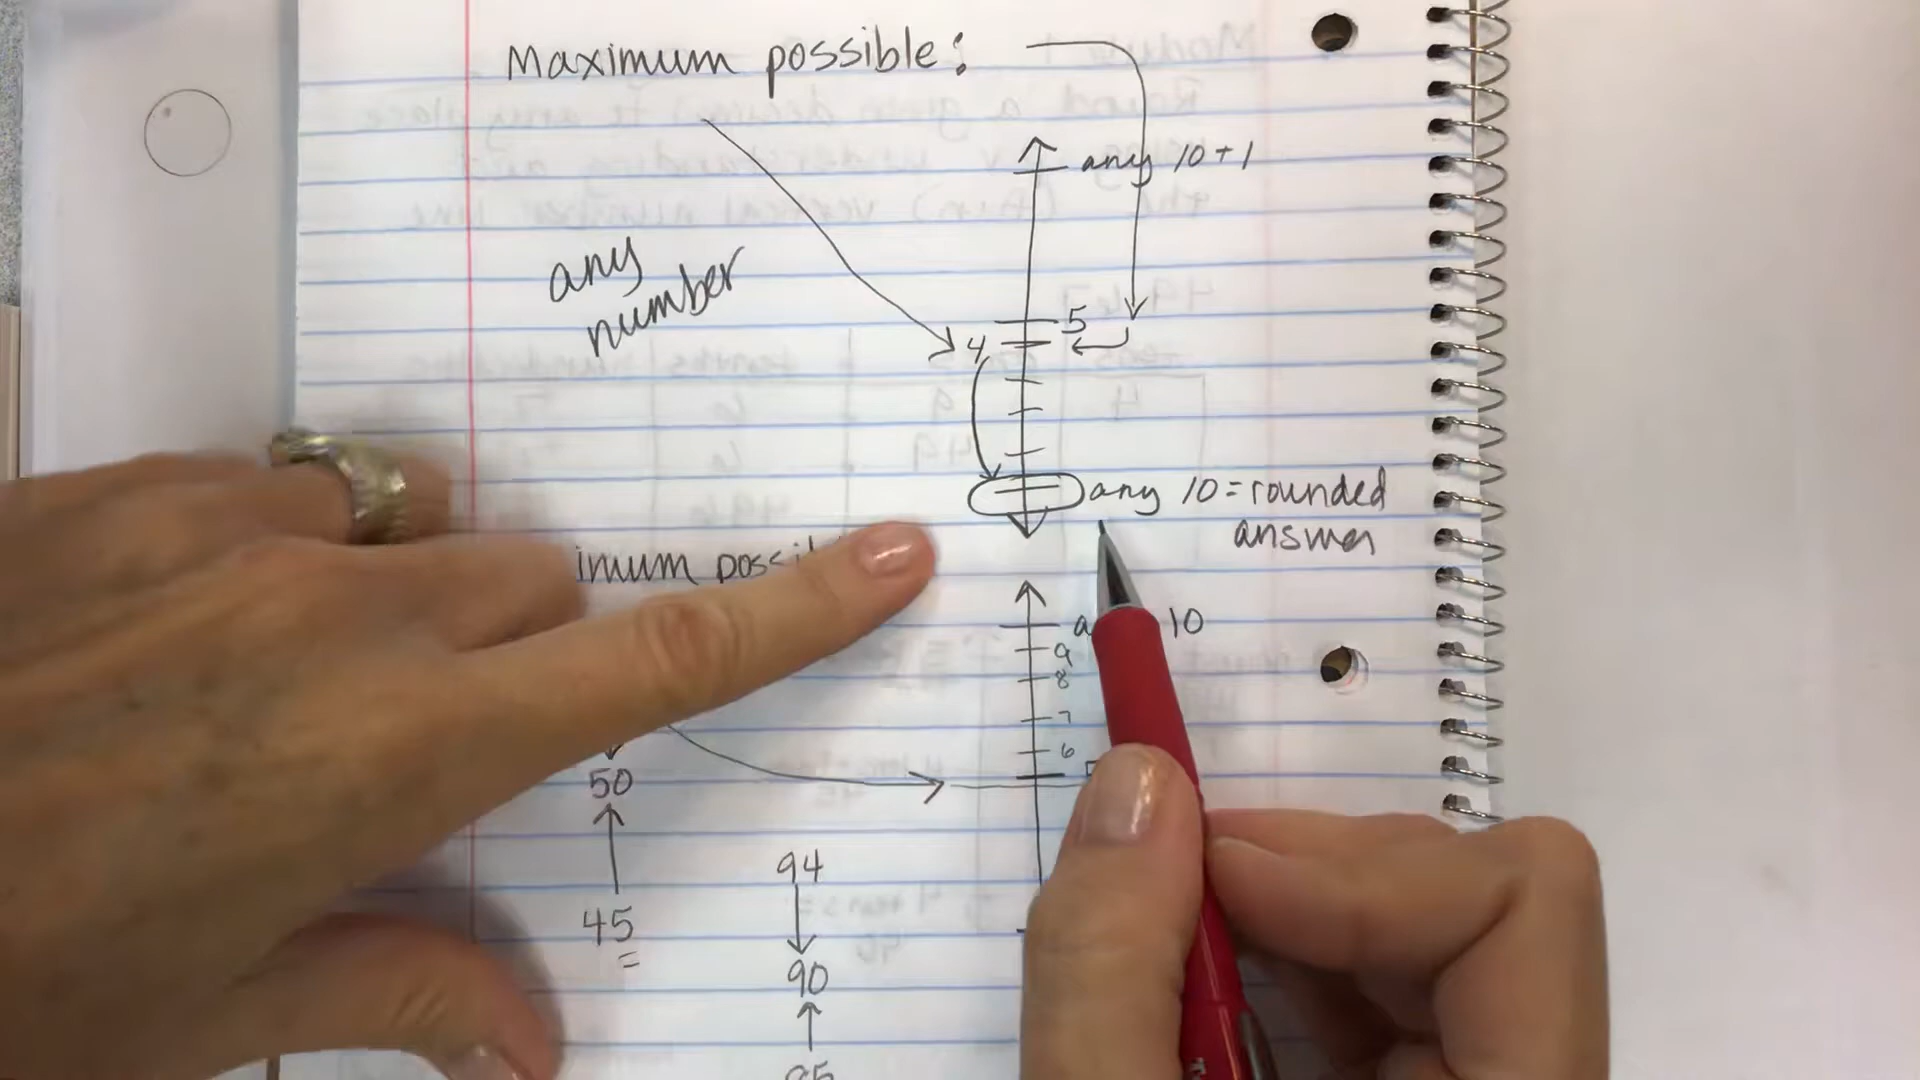 Maximum possible:
any 10 + 1
any
number
5
4
any 10 = rounded
answer
imum possi
10
9
8
7
6
50
45
94
90